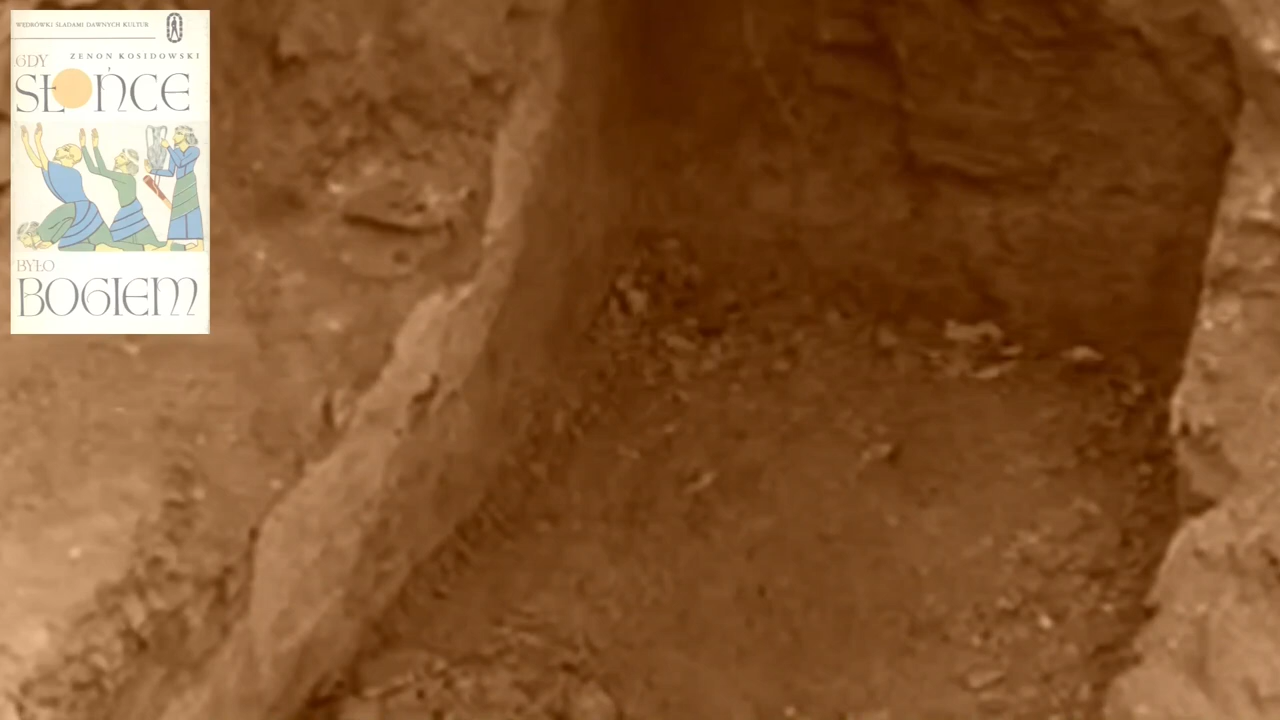 WĘDRÓWKI ŚLADAMI DAWNYCH KULTUR
ZENON KOSIDOWSKI
GDY
SŁOŃCE
BYŁO
BOGIEM